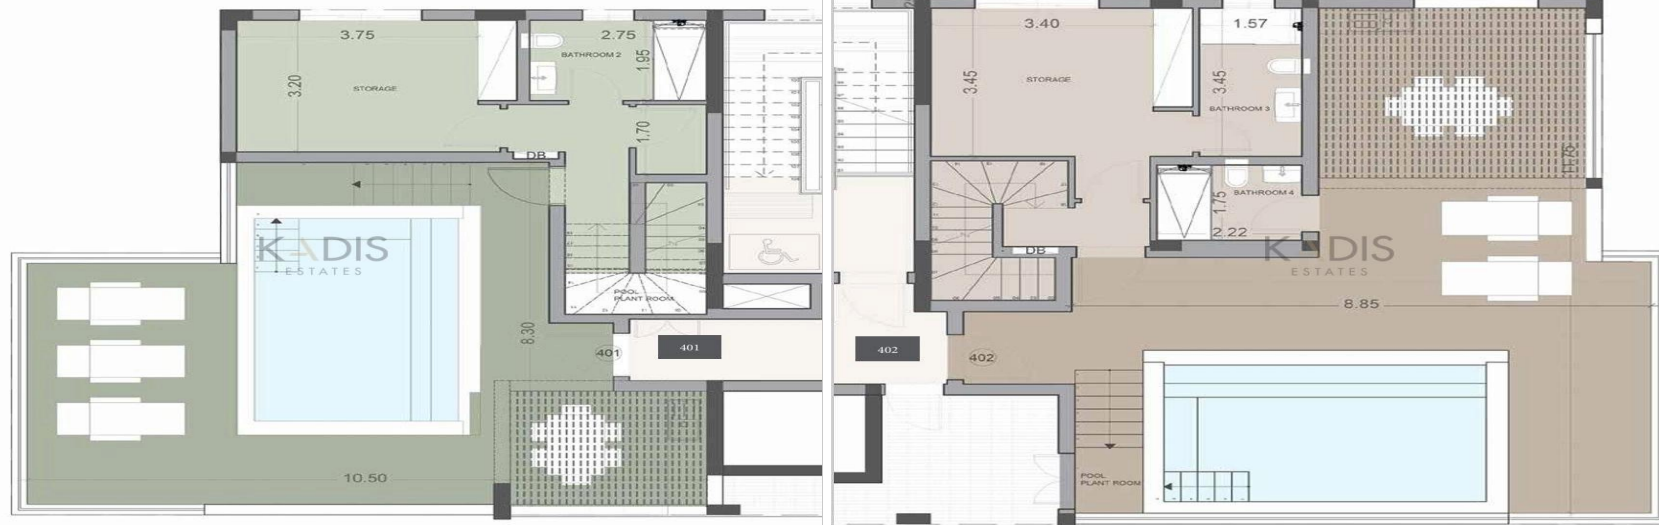 3.75
2.75
BATHROOM 2
1.95
3.20
STORAGE
1.70
DB
KADIS
ESTATES
POOL
PLANT ROOM
8.30
401
401
10.50
3.40
1.57
STORAGE
3.45
3.45
BATHROOM 3
11.75
BATHROOM 4
1.75
2.22
DB
KADIS
ESTATES
8.85
402
402
POOL
PLANT ROOM